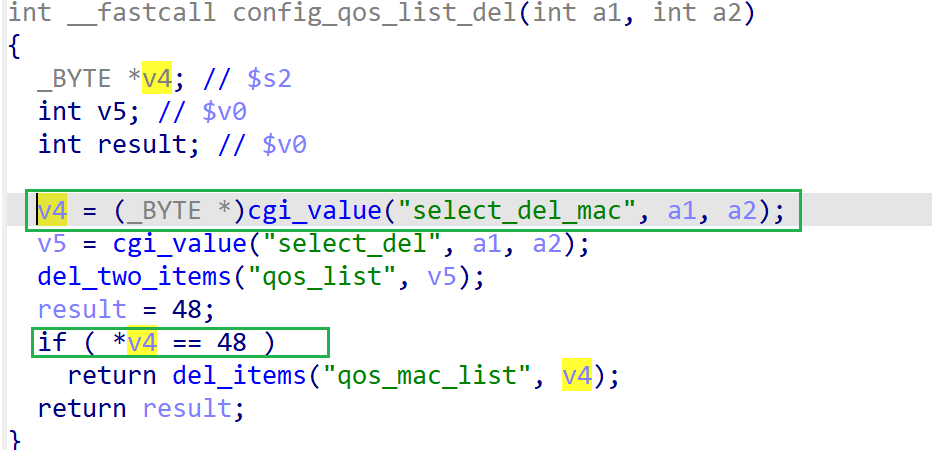 int __fastcall config_qos_list_del(int a1, int a2)
{
_BYTE *v4; // $s2
int v5; // $v0
int result; // $v0
v4 = (_BYTE *)cgi_value("select_del_mac", a1, a2);
v5 = cgi_value("select_del", a1, a2);
del_two_items("qos_list", v5);
result = 48;
if ( *v4 == 48 )
return del_items("qos_mac_list", v4);
return result;
}